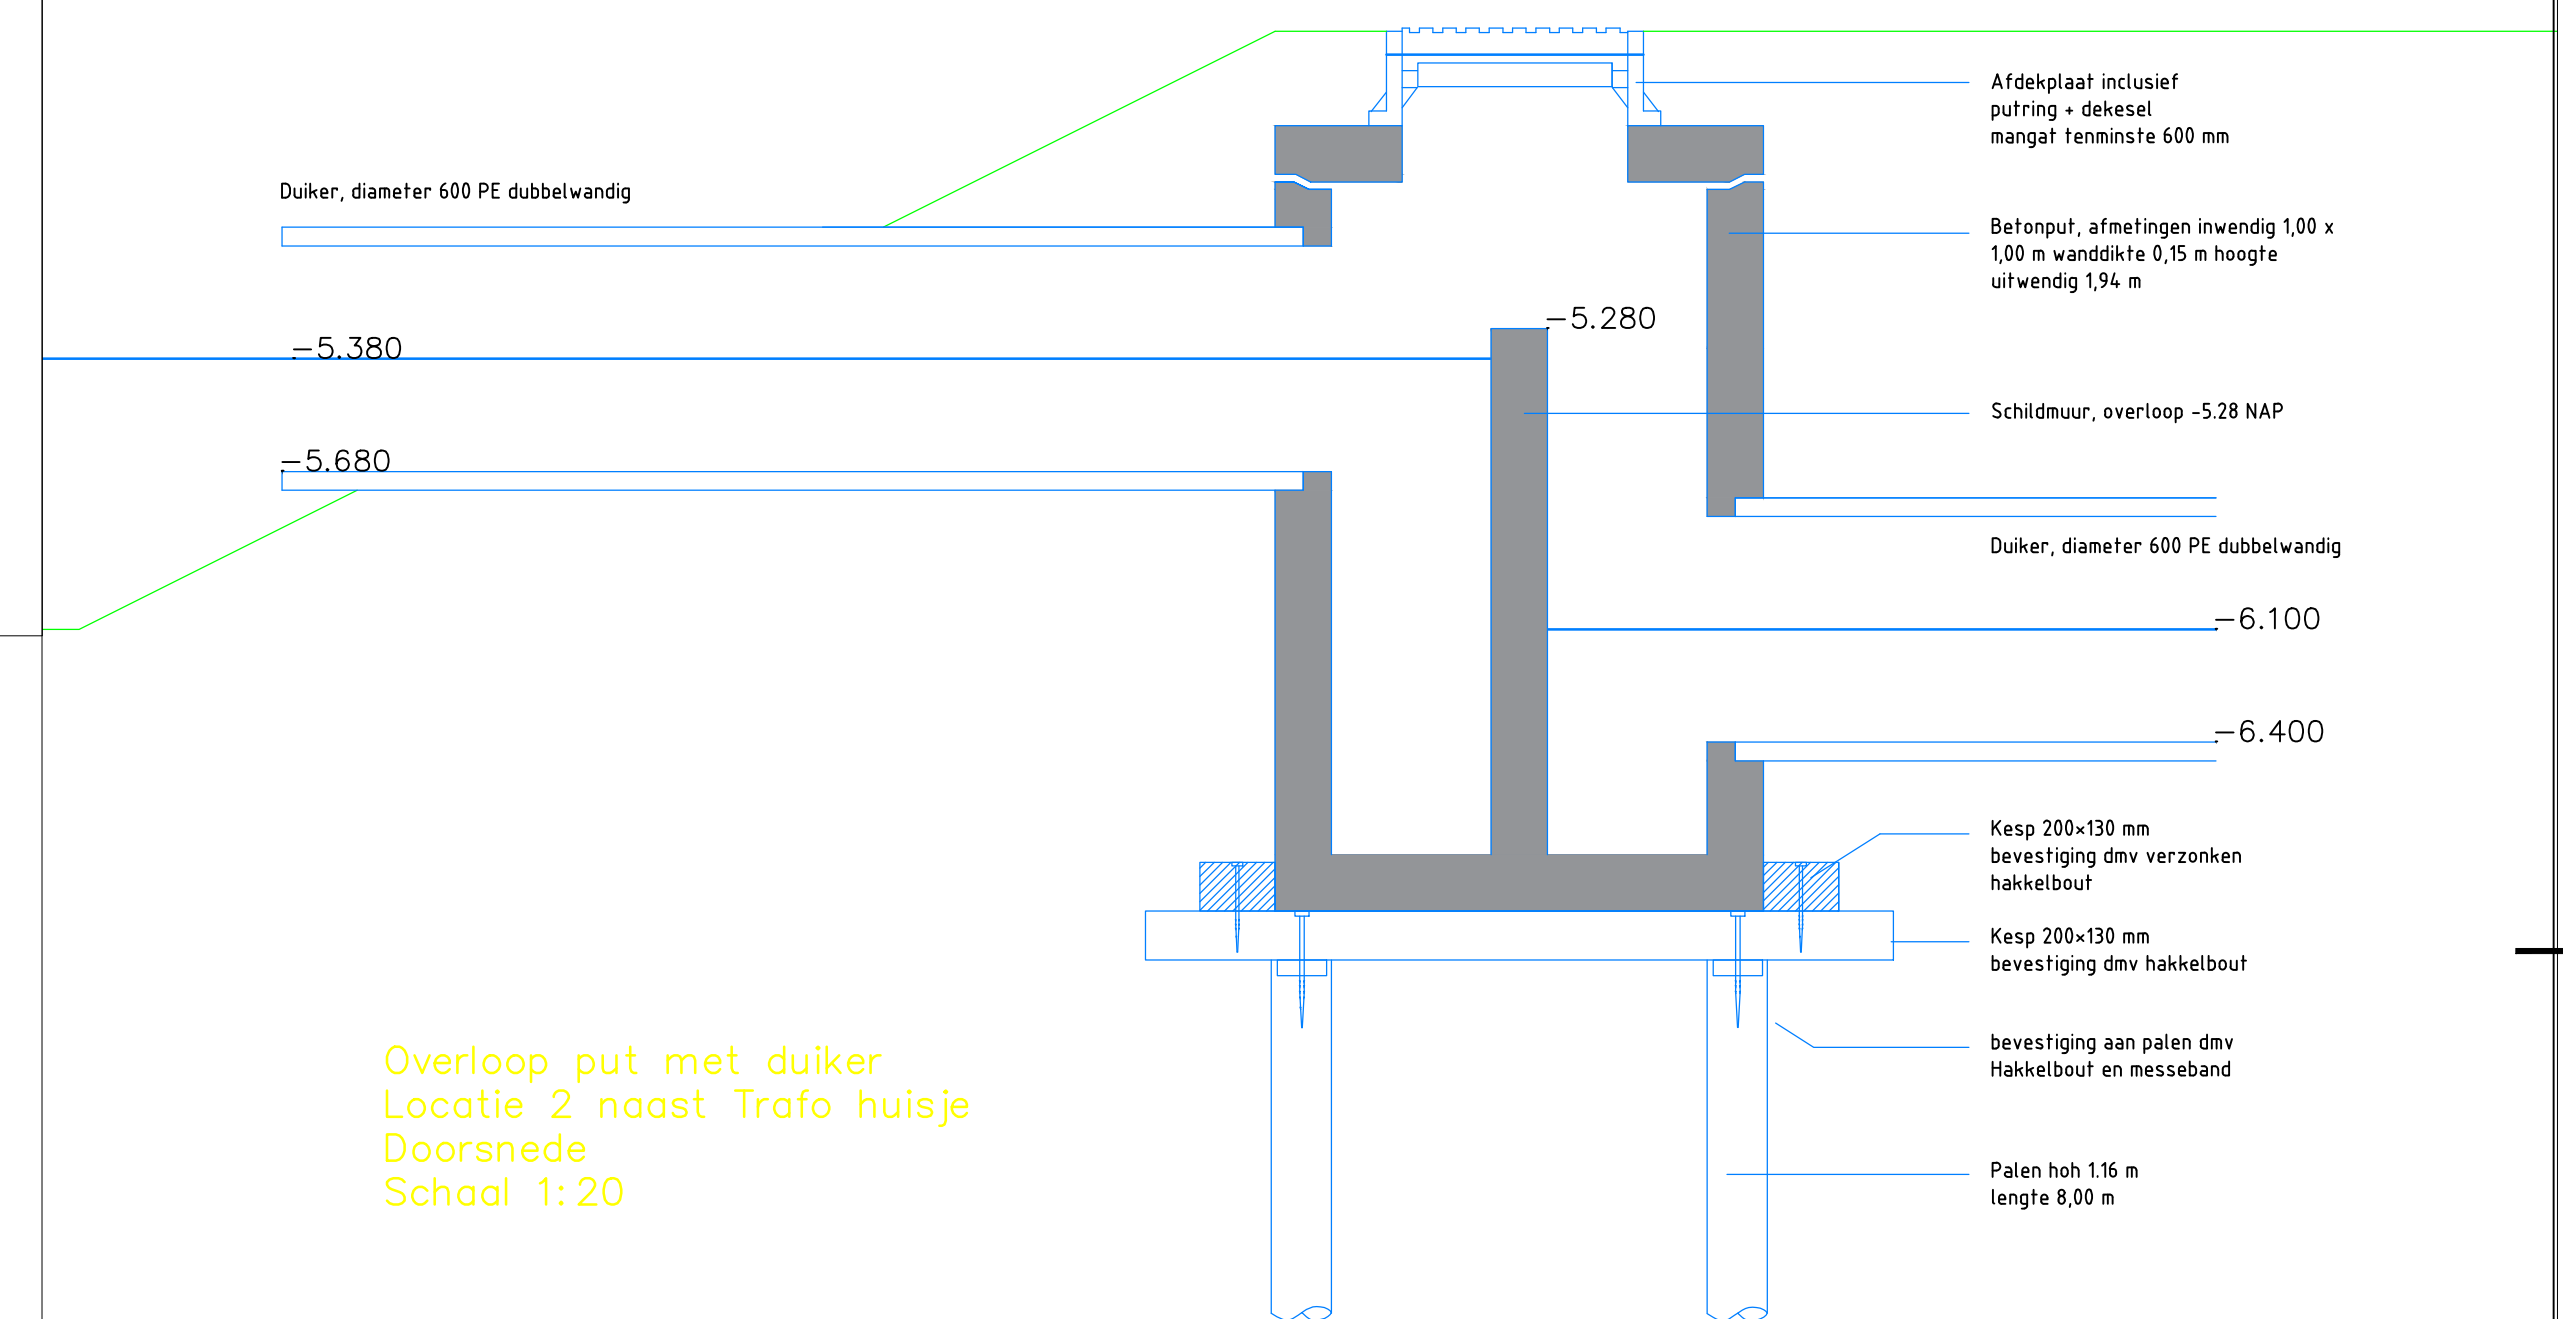 Afdekplaat inclusief
putring + dekesel
mangat tenminste 600 mm
Duiker, diameter 600 PE dubbelwandig
Betonput, afmetingen inwendig 1,00 x
1,00 m wanddikte 0,15 m hoogte
uitwendig 1,94 m
-5.280
-5.380
Schildmuur, overloop -5.28 NAP
-5.680
Duiker, diameter 600 PE dubbelwandig
-6.100
-6.400
Kesp 200×130 mm
bevestiging dmv verzonken
hakkelbout
Kesp 200×130 mm
bevestiging dmv hakkelbout
bevestiging aan palen dmv
Hakkelbout en messeband
Palen hoh 1.16 m
lengte 8,00 m
Overloop put met duiker
Locatie 2 naast Trafo huisje
Doorsnede
Schaal 1:20